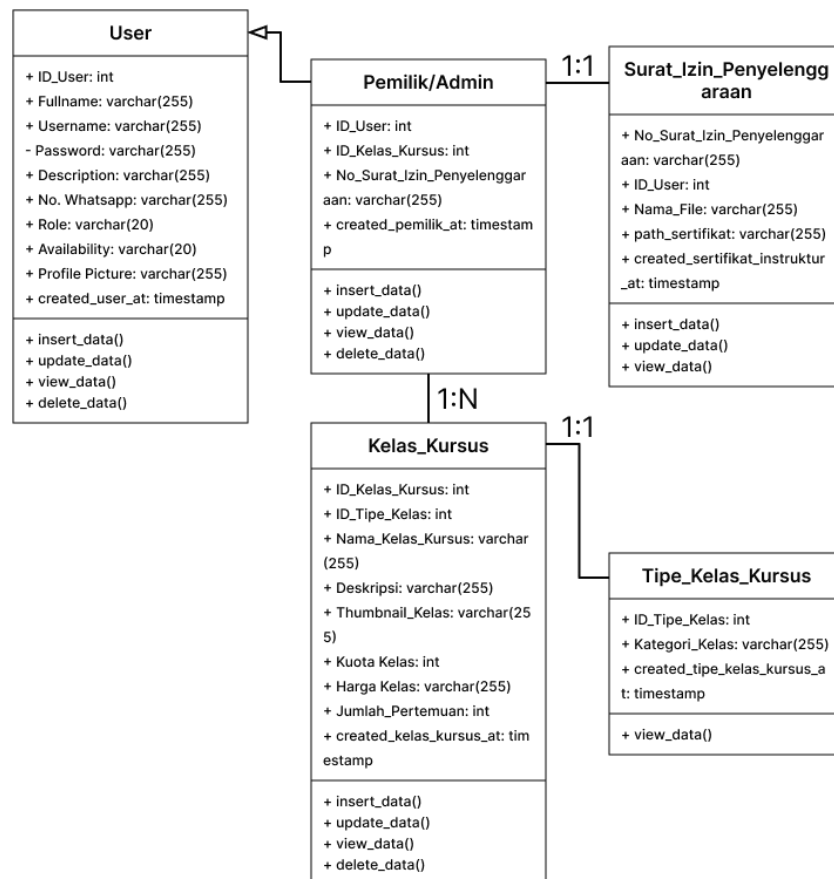 User
+ ID_User: int
+ Fullname: varchar(255)
+ Username: varchar(255)
- Password: varchar(255)
+ Description: varchar(255)
+ No. Whatsapp: varchar(255)
+ Role: varchar(20)
+ Availability: varchar(20)
+ Profile Picture: varchar(255)
+ created_user_at: timestamp
+ insert_data()
+ update_data()
+ view_data()
+ delete_data()
Pemilik/Admin
+ ID_User: int
+ ID_Kelas_Kursus: int
+ No_Surat_Izin_Penyelenggar
aan: varchar(255)
+ created_pemilik_at: timestam
p
+ insert_data()
+ update_data()
+ view_data()
+ delete_data()
1:1
Surat_Izin_Penyelengg
araan
+ No_Surat_Izin_Penyelenggar
aan: varchar(255)
+ ID_User: int
+ Nama_File: varchar(255)
+ path_sertifikat: varchar(255)
+ created_sertifikat_instruktur
_at: timestamp
+ insert_data()
+ update_data()
+ view_data()
1:N
Kelas_Kursus
+ ID_Kelas_Kursus: int
+ ID_Tipe_Kelas: int
+ Nama_Kelas_Kursus: varchar
(255)
+ Deskripsi: varchar(255)
+ Thumbnail_Kelas: varchar(25
5)
+ Kuota Kelas: int
+ Harga Kelas: varchar(255)
+ Jumlah_Pertemuan: int
+ created_kelas_kursus_at: tim
estamp
+ insert_data()
+ update_data()
+ view_data()
+ delete_data()
1:1
Tipe_Kelas_Kursus
+ ID_Tipe_Kelas: int
+ Kategori_Kelas: varchar(255)
+ created_tipe_kelas_kursus_a
t: timestamp
+ view_data()